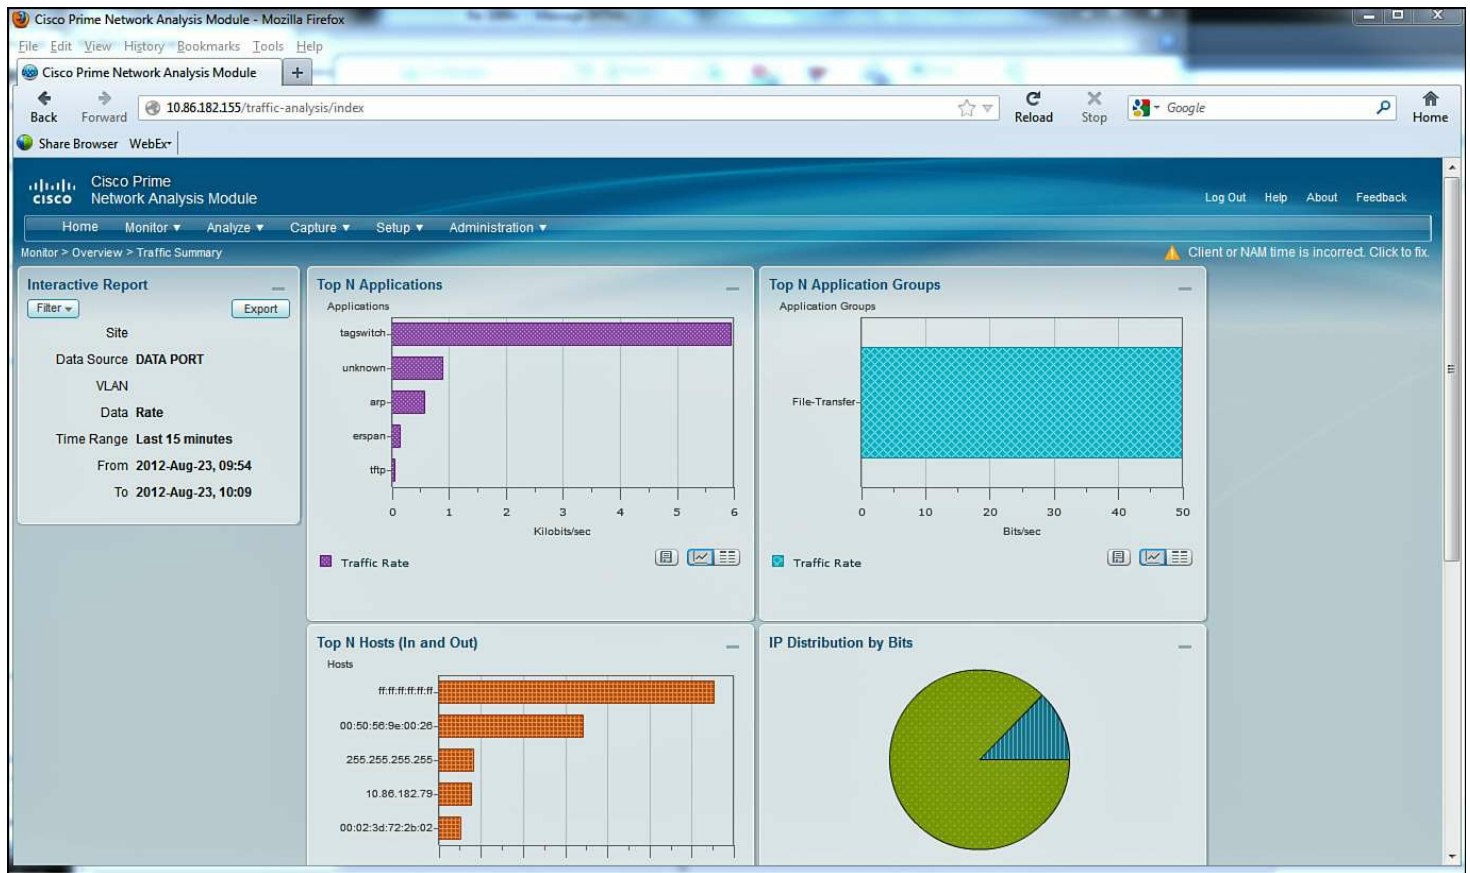 Cisco Prime Network Analysis Module - Mozilla Firefox
File Edit View History Bookmarks Tools Help
Cisco Prime Network Analysis Module +
Back Forward 10.86.182.155/traffic-analysis/index Reload Stop Google Home
Share Browser WebEx
cisco Cisco Prime
Network Analysis Module
Log Out Help About Feedback
Home Monitor Analyze Capture Setup Administration
Monitor > Overview > Traffic Summary
Client or NAM time is incorrect. Click to fix.
Interactive Report
Filter Export
Site
Data Source DATA PORT
VLAN
Data Rate
Time Range Last 15 minutes
From 2012-Aug-23, 09:54
To 2012-Aug-23, 10:09
Top N Applications
Applications
tagswitch
unknown
arp
erspan
tftp
0 1 2 3 4 5 6
Kilobits/sec
Traffic Rate
Top N Application Groups
Application Groups
File-Transfer
0 10 20 30 40 50
Bits/sec
Traffic Rate
Top N Hosts (In and Out)
Hosts
ff:ff:ff:ff:ff:ff
00:50:56:9e:00:26
255.255.255.255
10.86.182.79
00:02:3d:72:2b:02
IP Distribution by Bits